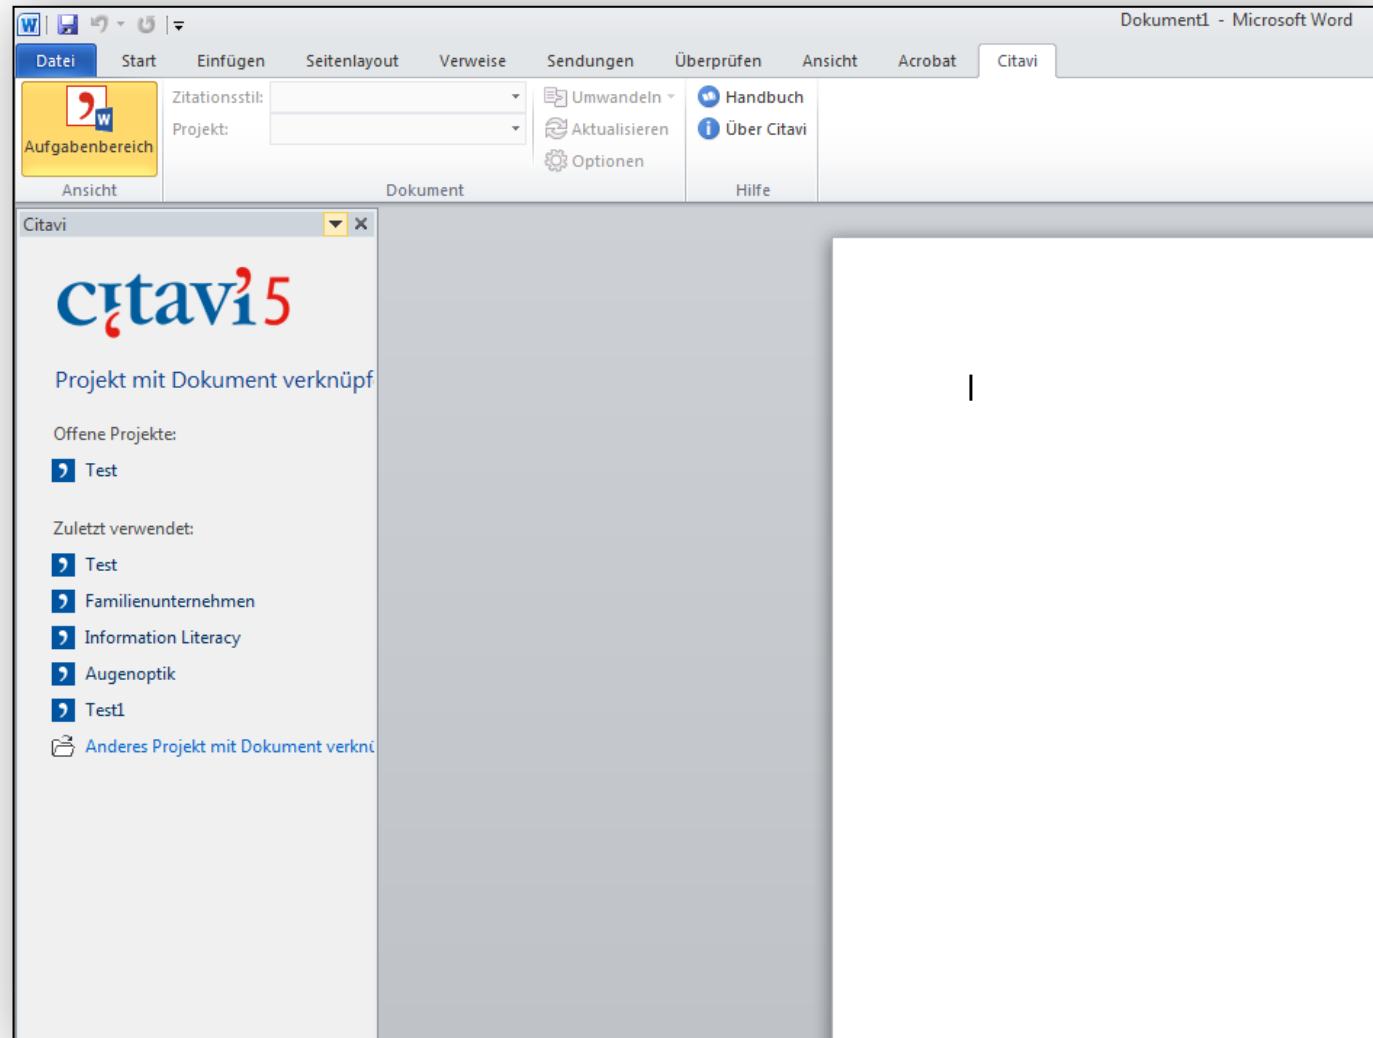 Dokument1 - Microsoft Word
Datei Start Einfügen Seitenlayout Verweise Sendungen Überprüfen Ansicht Acrobat Citavi
Zitationsstil: Umwandeln Handbuch
Projekt: Aktualisieren Über Citavi
Aufgabenbereich Optionen
Ansicht Dokument Hilfe
Citavi
citavi 5
Projekt mit Dokument verknüpf
Offene Projekte:
Test
Zuletzt verwendet:
Test
Familienunternehmen
Information Literacy
Augenoptik
Test1
Anderes Projekt mit Dokument verknü